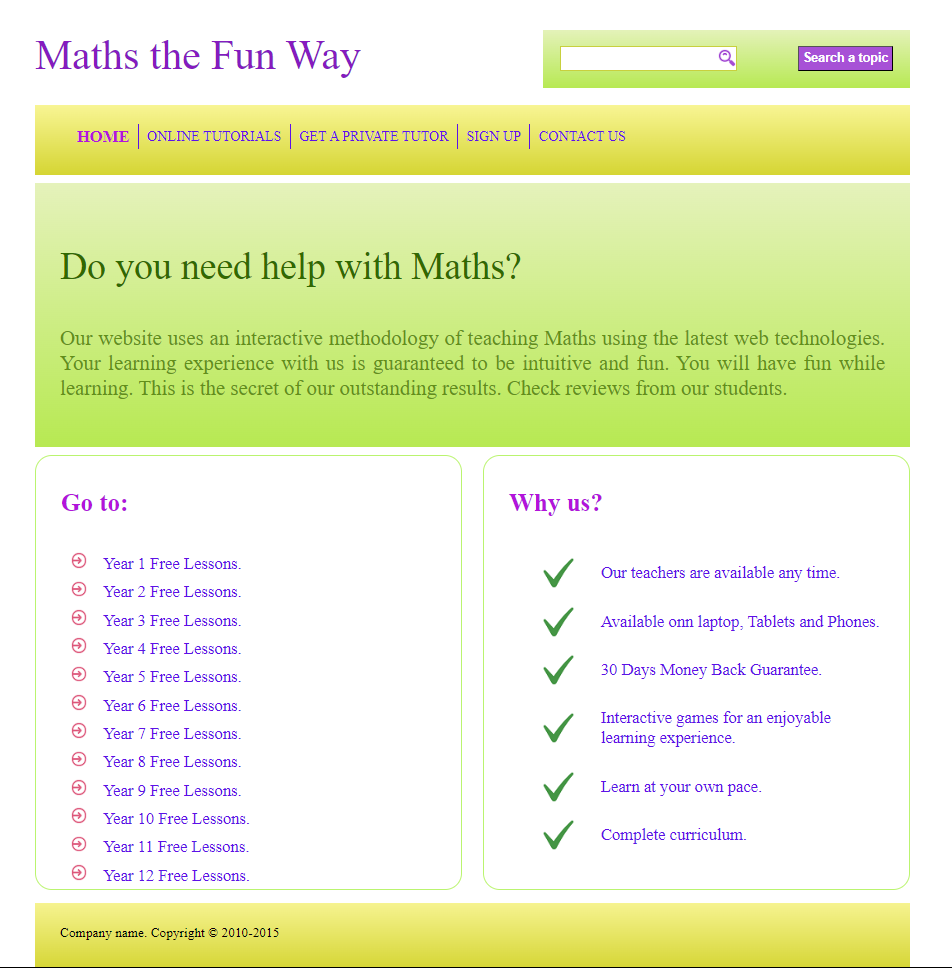 Maths the Fun Way
Search a topic
HOME ONLINE TUTORIALS GET A PRIVATE TUTOR SIGN UP CONTACT US
Do you need help with Maths?
Our website uses an interactive methodology of teaching Maths using the latest web technologies.
Your learning experience with us is guaranteed to be intuitive and fun. You will have fun while
learning. This is the secret of our outstanding results. Check reviews from our students.
Go to:
Year 1 Free Lessons.
Year 2 Free Lessons.
Year 3 Free Lessons.
Year 4 Free Lessons.
Year 5 Free Lessons.
Year 6 Free Lessons.
Year 7 Free Lessons.
Year 8 Free Lessons.
Year 9 Free Lessons.
Year 10 Free Lessons.
Year 11 Free Lessons.
Year 12 Free Lessons.
Why us?
Our teachers are available any time.
Available onn laptop, Tablets and Phones.
30 Days Money Back Guarantee.
Interactive games for an enjoyable
learning experience.
Learn at your own pace.
Complete curriculum.
Company name. Copyright © 2010-2015